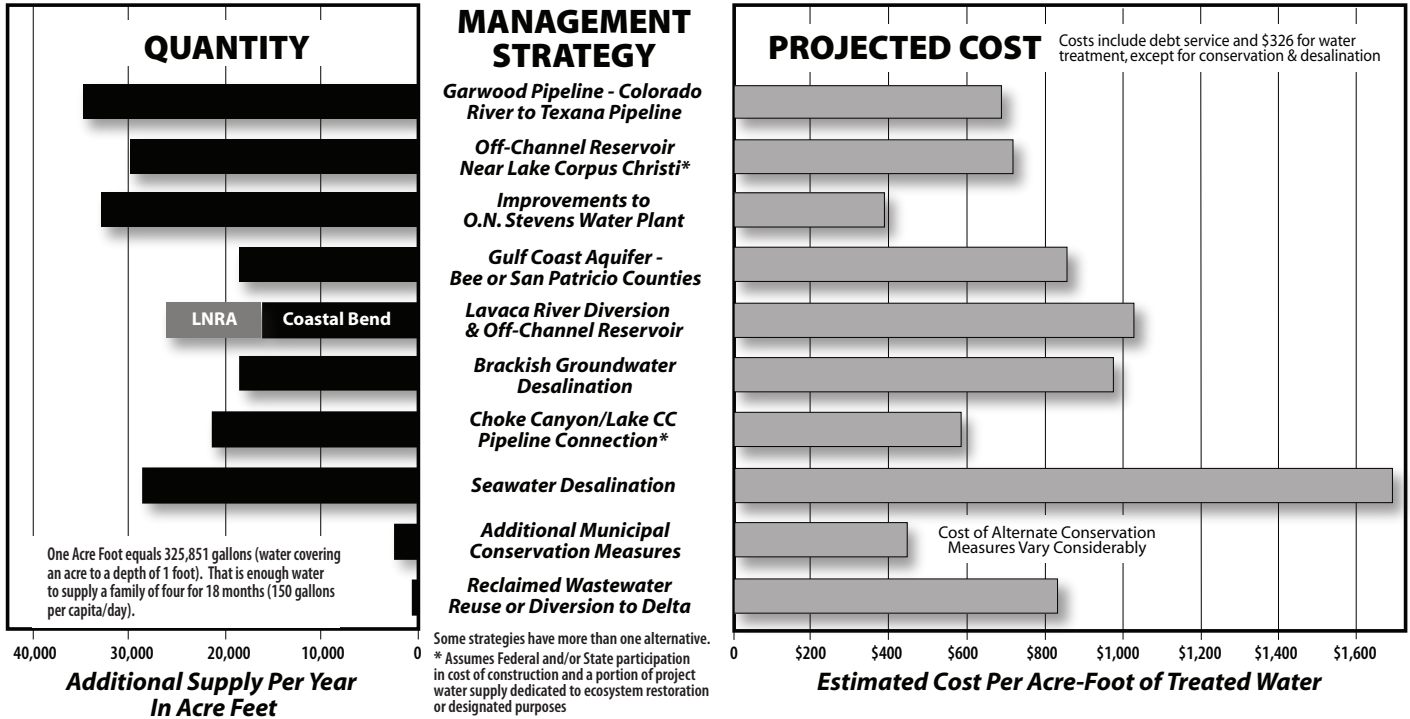 QUANTITY
One Acre Foot equals 325,851 gallons (water covering
an acre to a depth of 1 foot). That is enough water
to supply a family of four for 18 months (150 gallons
per capita/day).
LNRA
Coastal Bend
40,000
30,000
20,000
10,000
0
Additional Supply Per Year
In Acre Feet
MANAGEMENT
STRATEGY
Garwood Pipeline - Colorado
River to Texana Pipeline
Off-Channel Reservoir
Near Lake Corpus Christi*
Improvements to
O.N. Stevens Water Plant
Gulf Coast Aquifer -
Bee or San Patricio Counties
Lavaca River Diversion
& Off-Channel Reservoir
Brackish Groundwater
Desalination
Choke Canyon/Lake CC
Pipeline Connection*
Seawater Desalination
Additional Municipal
Conservation Measures
Reclaimed Wastewater
Reuse or Diversion to Delta
Some strategies have more than one alternative.
* Assumes Federal and/or State participation
in cost of construction and a portion of project
water supply dedicated to ecosystem restoration
or designated purposes
PROJECTED COST
Costs include debt service and $326 for water
treatment, except for conservation & desalination
Cost of Alternate Conservation
Measures Vary Considerably
0
$200
$400
$600
$800
$1,000
$1,200
$1,400
$1,600
Estimated Cost Per Acre-Foot of Treated Water